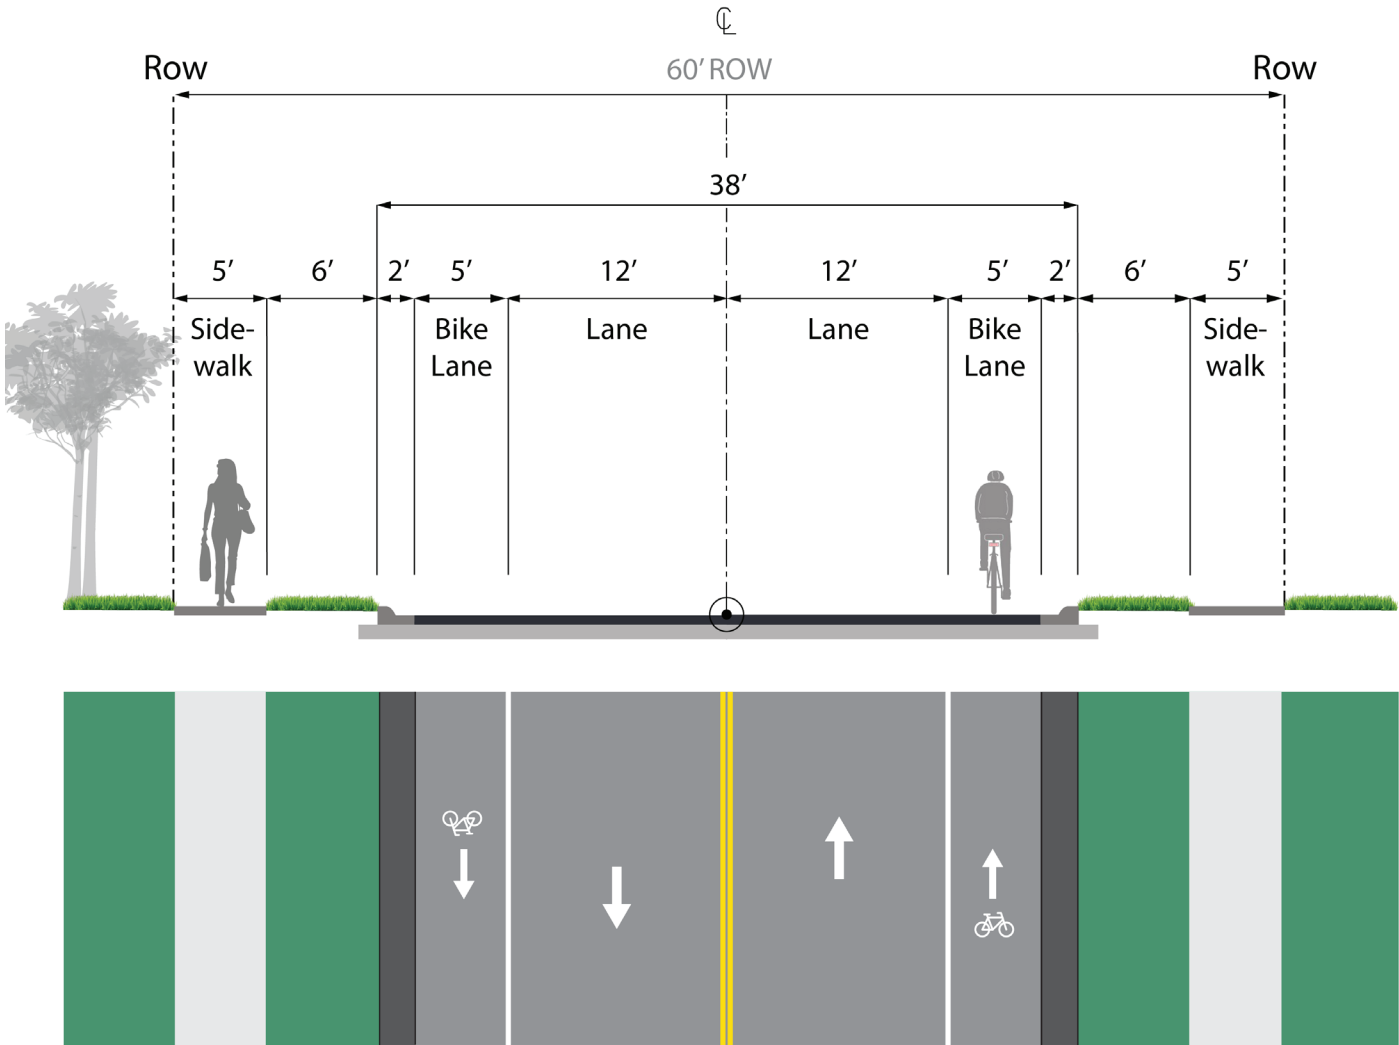 ℄
Row 60’ ROW Row
38’
5’ 6’ 2’ 5’ 12’ 12’ 5’ 2’ 6’ 5’
Side- Bike Lane Lane Bike Side-
walk Lane Lane walk